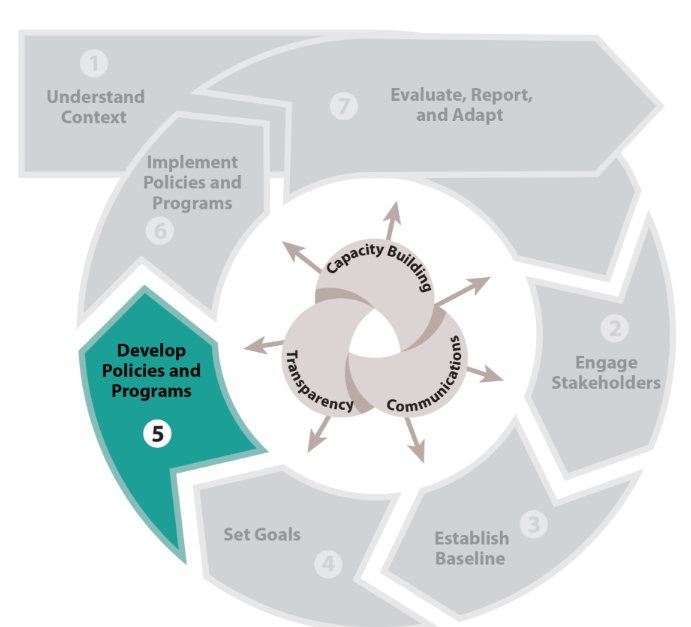 1
Understand
Context
7
Evaluate, Report,
and Adapt
Implement
Policies and
Programs
6
Capacity Building
Transparency
Communications
2
Engage
Stakeholders
Develop
Policies and
Programs
5
Set Goals
4
3
Establish
Baseline